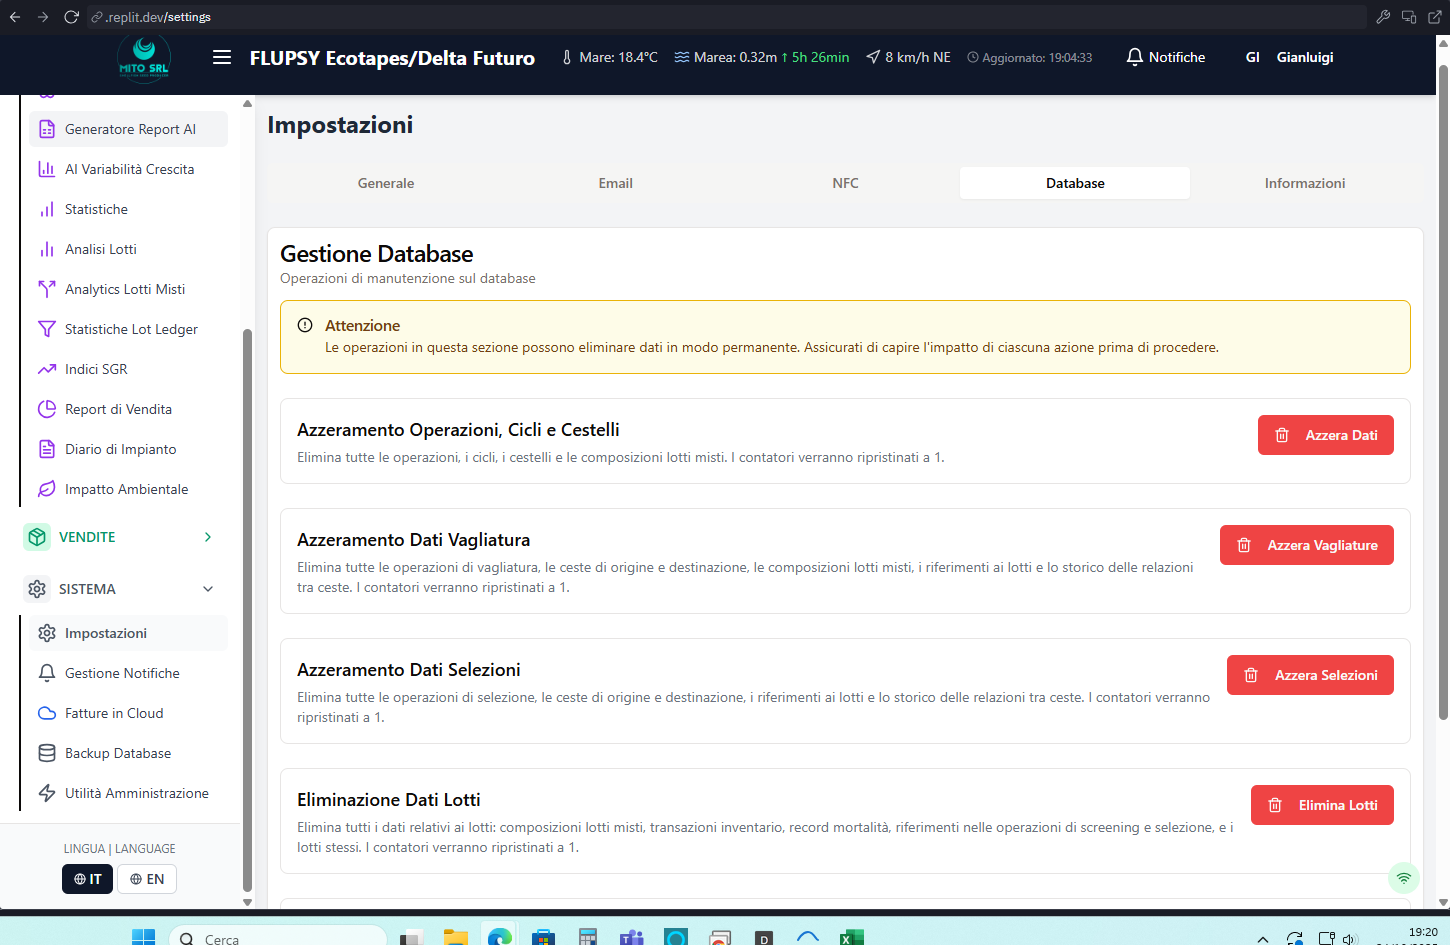 .replit.dev/settings
MITO SRL
FLUPSY Ecotapes/Delta Futuro
Mare: 18.4°C
Marea: 0.32m ↑ 5h 26min
8 km/h NE
Aggiornato: 19:04:33
Notifiche
GI
Gianluigi
Generatore Report AI
AI Variabilità Crescita
Statistiche
Analisi Lotti
Analytics Lotti Misti
Statistiche Lot Ledger
Indici SGR
Report di Vendita
Diario di Impianto
Impatto Ambientale
VENDITE
SISTEMA
Impostazioni
Gestione Notifiche
Fatture in Cloud
Backup Database
Utilità Amministrazione
LINGUA | LANGUAGE
IT
EN
Impostazioni
Generale
Email
NFC
Database
Informazioni
Gestione Database
Operazioni di manutenzione sul database
Attenzione
Le operazioni in questa sezione possono eliminare dati in modo permanente. Assicurati di capire l'impatto di ciascuna azione prima di procedere.
Azzeramento Operazioni, Cicli e Cestelli
Elimina tutte le operazioni, i cicli, i cestelli e le composizioni lotti misti. I contatori verranno ripristinati a 1.
Azzera Dati
Azzeramento Dati Vagliatura
Elimina tutte le operazioni di vagliatura, le ceste di origine e destinazione, le composizioni lotti misti, i riferimenti ai lotti e lo storico delle relazioni
tra ceste. I contatori verranno ripristinati a 1.
Azzera Vagliature
Azzeramento Dati Selezioni
Elimina tutte le operazioni di selezione, le ceste di origine e destinazione, i riferimenti ai lotti e lo storico delle relazioni tra ceste. I contatori verranno
ripristinati a 1.
Azzera Selezioni
Eliminazione Dati Lotti
Elimina tutti i dati relativi ai lotti: composizioni lotti misti, transazioni inventario, record mortalità, riferimenti nelle operazioni di screening e selezione, e i
lotti stessi. I contatori verranno ripristinati a 1.
Elimina Lotti
Cerca
19:20